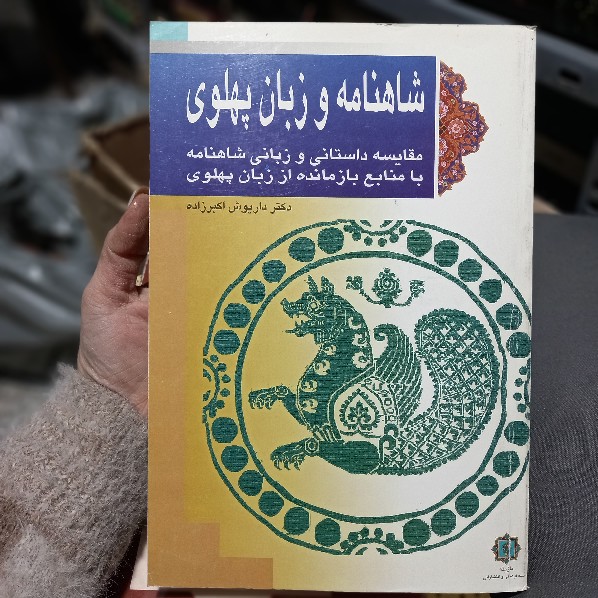 شاهنامه و زبان پهلوی
مقایسه داستانی و زبانی شاهنامه
با منابع بازمانده از زبان پهلوی
دکتر داریوش اکبرزاده